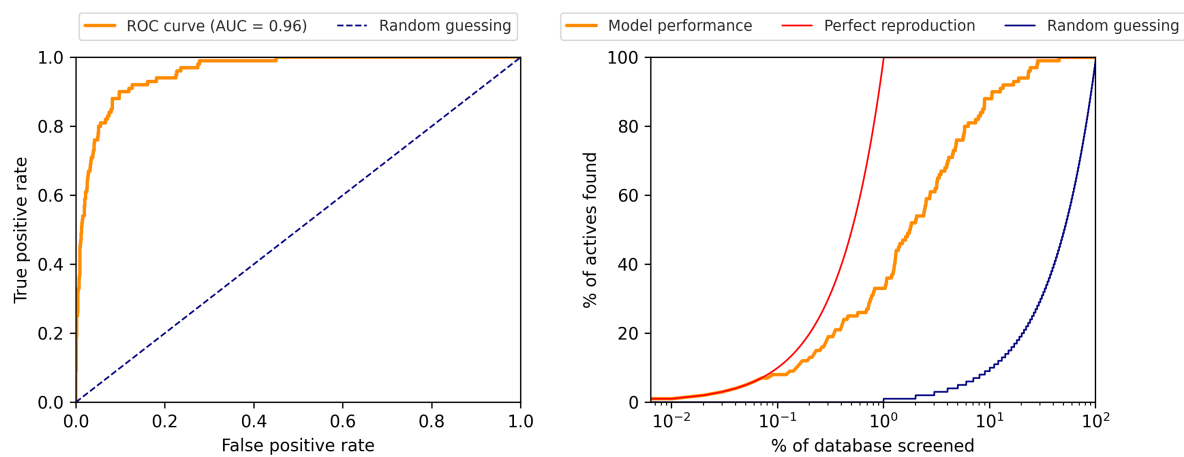 ROC curve (AUC = 0.96) Random guessing
1.0
0.8
0.6
0.4
0.2
0.0
True positive rate
0.0 0.2 0.4 0.6 0.8 1.0
False positive rate
Model performance Perfect reproduction Random guessing
100
80
60
40
20
0
% of actives found
10⁻² 10⁻¹ 10⁰ 10¹ 10²
% of database screened